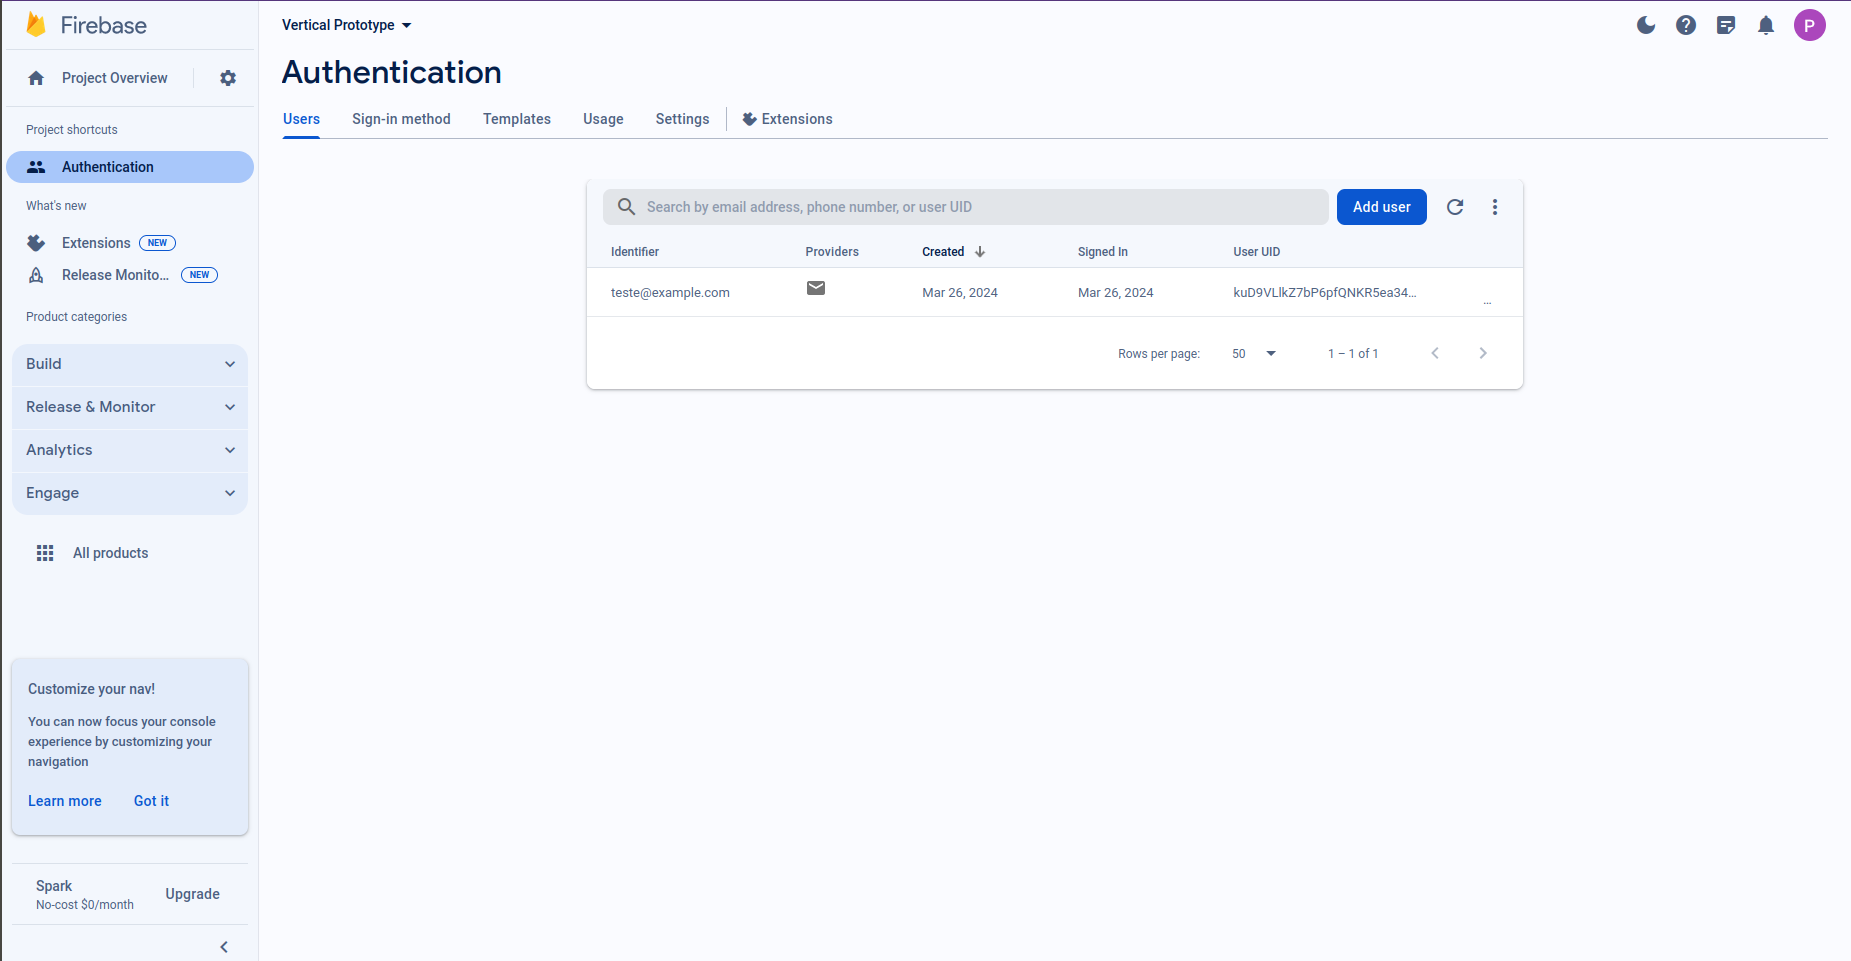 Firebase
Project Overview
Project shortcuts
Authentication
What's new
Extensions NEW
Release Monito... NEW
Product categories
Build
Release & Monitor
Analytics
Engage
All products
Customize your nav!
You can now focus your console
experience by customizing your
navigation
Learn more Got it
Spark
No-cost $0/month
Upgrade
Vertical Prototype
P
Authentication
Users Sign-in method Templates Usage Settings Extensions
Search by email address, phone number, or user UID
Add user
Identifier Providers Created Signed In User UID
teste@example.com Mar 26, 2024 Mar 26, 2024 kuD9VLlkZ7bP6pfQNKR5ea34... ...
Rows per page: 50 1 – 1 of 1